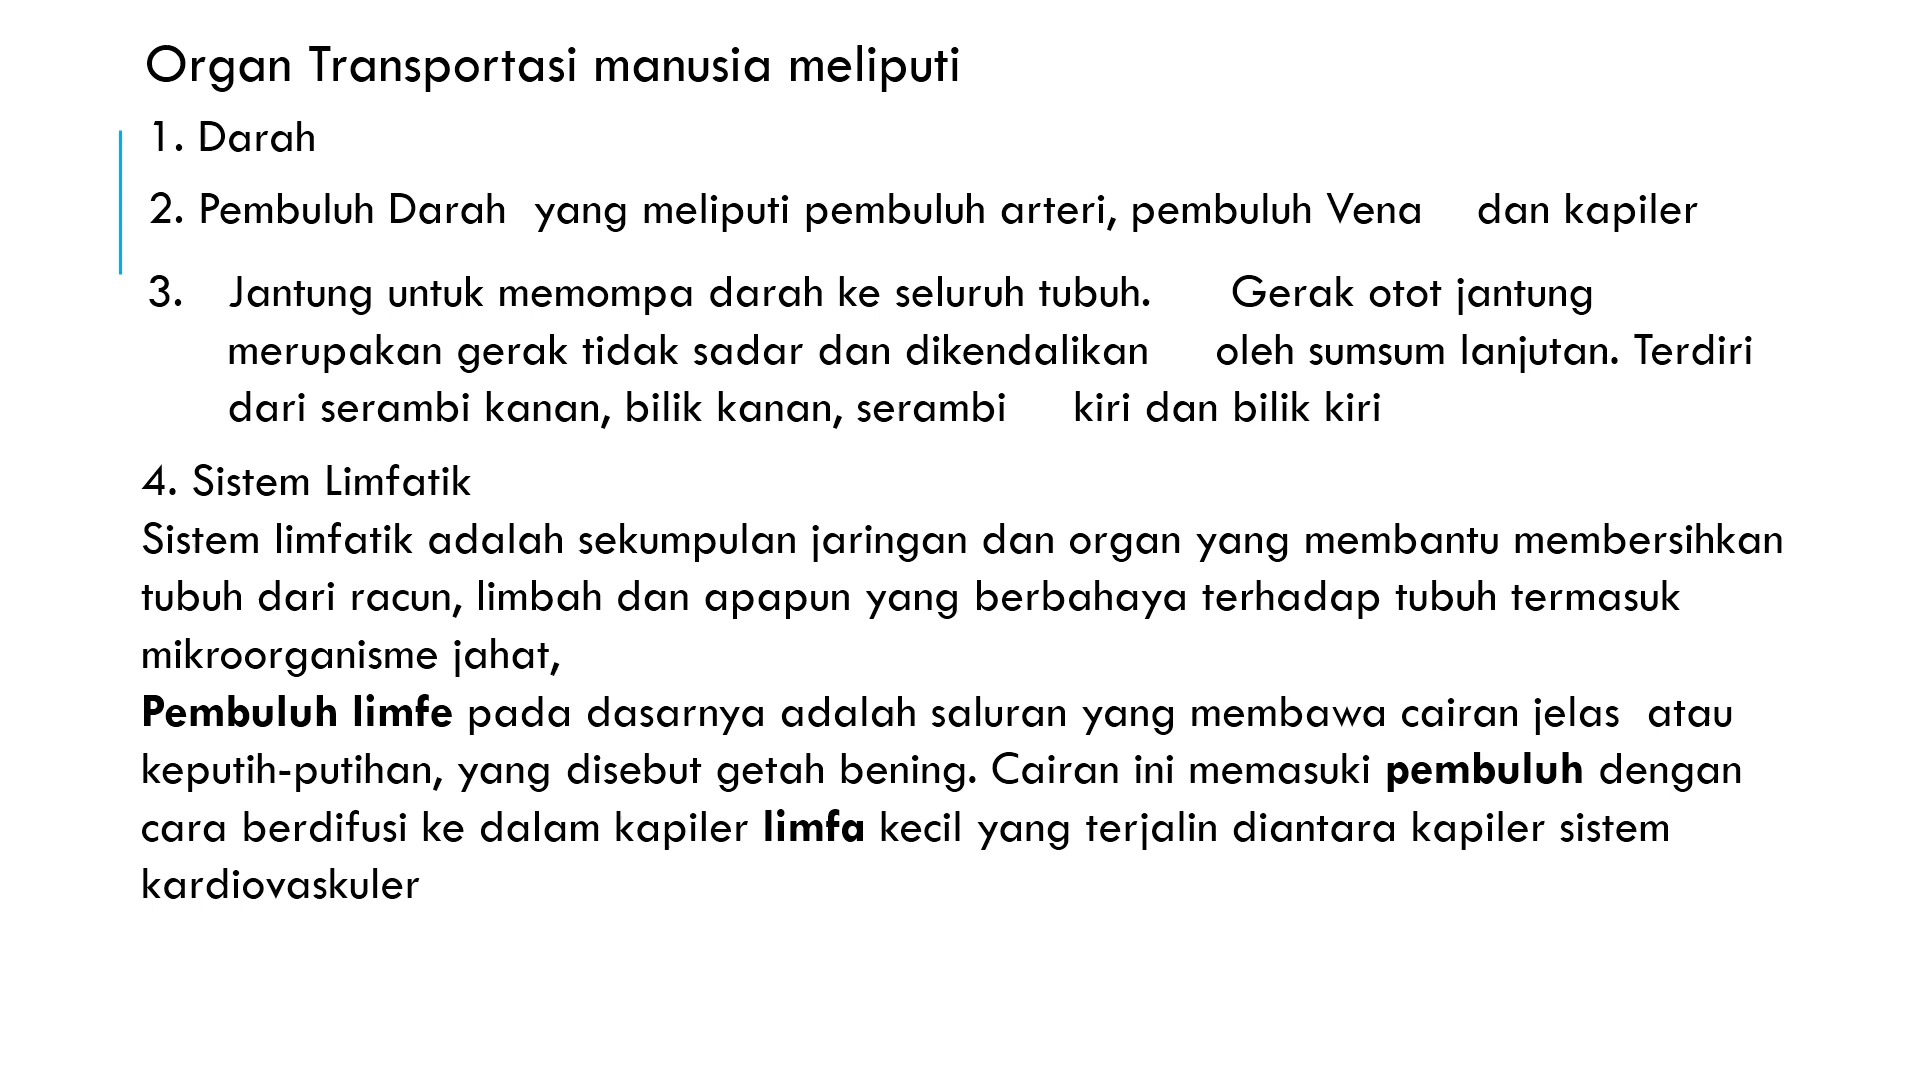 Organ Transportasi manusia meliputi
1. Darah
2. Pembuluh Darah  yang meliputi pembuluh arteri, pembuluh Vena    dan kapiler
3.   Jantung untuk memompa darah ke seluruh tubuh.      Gerak otot jantung
merupakan gerak tidak sadar dan dikendalikan     oleh sumsum lanjutan. Terdiri
dari serambi kanan, bilik kanan, serambi     kiri dan bilik kiri
4. Sistem Limfatik
Sistem limfatik adalah sekumpulan jaringan dan organ yang membantu membersihkan
tubuh dari racun, limbah dan apapun yang berbahaya terhadap tubuh termasuk
mikroorganisme jahat,
Pembuluh limfe pada dasarnya adalah saluran yang membawa cairan jelas  atau
keputih-putihan, yang disebut getah bening. Cairan ini memasuki pembuluh dengan
cara berdifusi ke dalam kapiler limfa kecil yang terjalin diantara kapiler sistem
kardiovaskuler